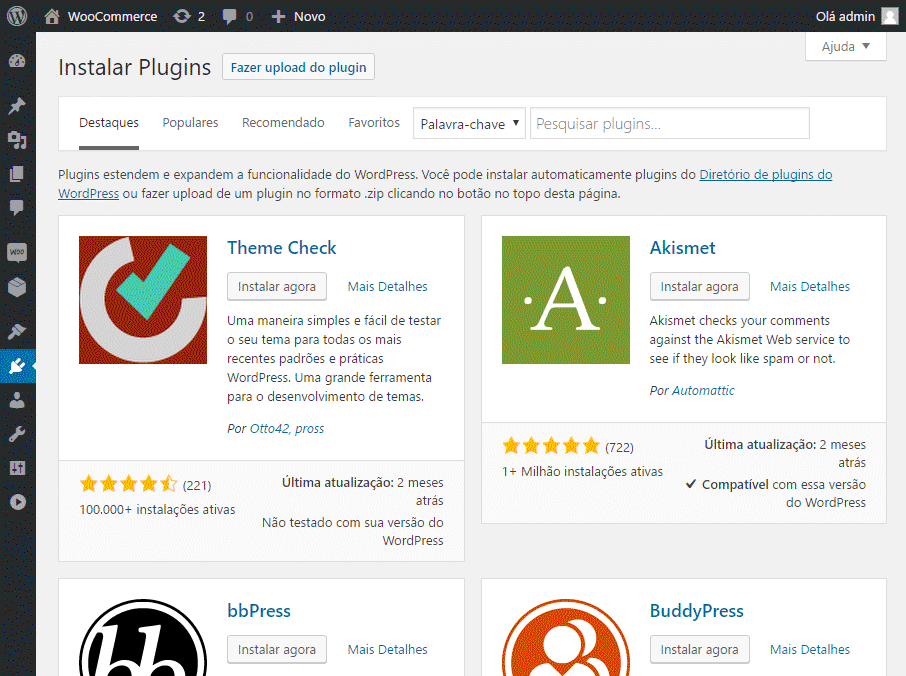 WooCommerce 2 0 Novo Olá admin
Ajuda
Instalar Plugins Fazer upload do plugin
Destaques Populares Recomendado Favoritos Palavra-chave Pesquisar plugins...
Plugins estendem e expandem a funcionalidade do WordPress. Você pode instalar automaticamente plugins do Diretório de plugins do
WordPress ou fazer upload de um plugin no formato .zip clicando no botão no topo desta página.
Theme Check
Instalar agora Mais Detalhes
Uma maneira simples e fácil de testar
o seu tema para todas os mais
recentes padrões e práticas
WordPress. Uma grande ferramenta
para o desenvolvimento de temas.
Por Otto42, pross
(221)
100.000+ instalações ativas
Última atualização: 2 meses
atrás
Não testado com sua versão do
WordPress
·A·
Akismet
Instalar agora Mais Detalhes
Akismet checks your comments
against the Akismet Web service to
see if they look like spam or not.
Por Automattic
(722)
1+ Milhão instalações ativas
Última atualização: 2 meses
atrás
Compatível com essa versão
do WordPress
WOO
bb
bbPress
Instalar agora Mais Detalhes
BuddyPress
Instalar agora Mais Detalhes